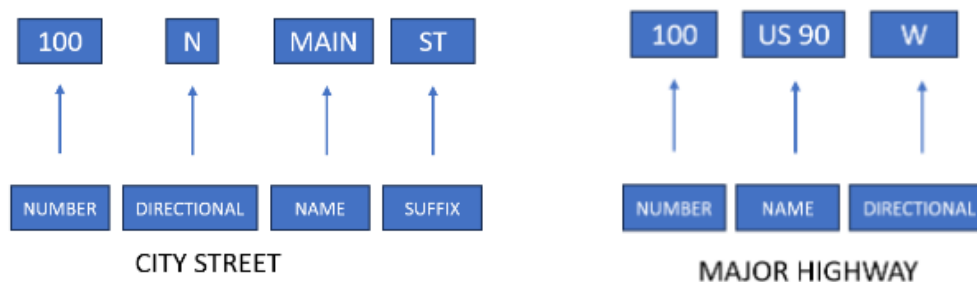 100 N MAIN ST
NUMBER DIRECTIONAL NAME SUFFIX
CITY STREET
100 US 90 W
NUMBER NAME DIRECTIONAL
MAJOR HIGHWAY